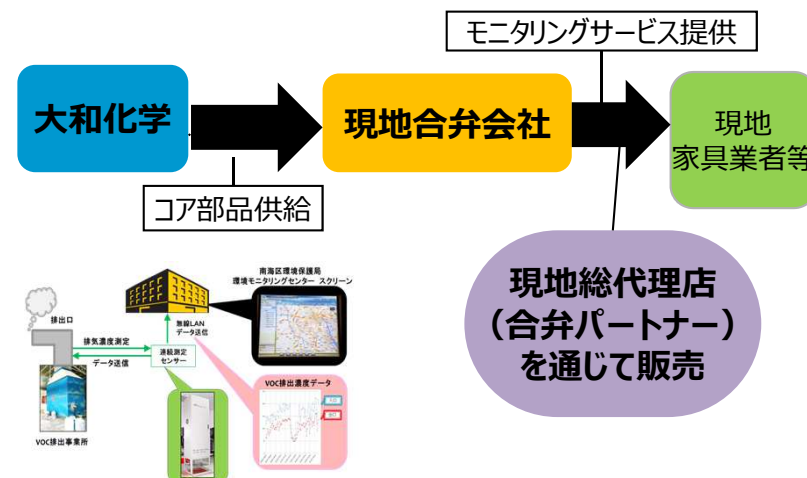 モニタリングサービス提供
大和化学
現地合弁会社
現地
家具業者等
コア部品供給
現地総代理店
（合弁パートナー）
を通じて販売
南海区環境保護局
環境モニタリングセンター スクリーン
排出口
無線LAN
データ送信
排気濃度測定
データ送信
連続測定
センサー
VOC排出濃度データ
VOC排出事業所